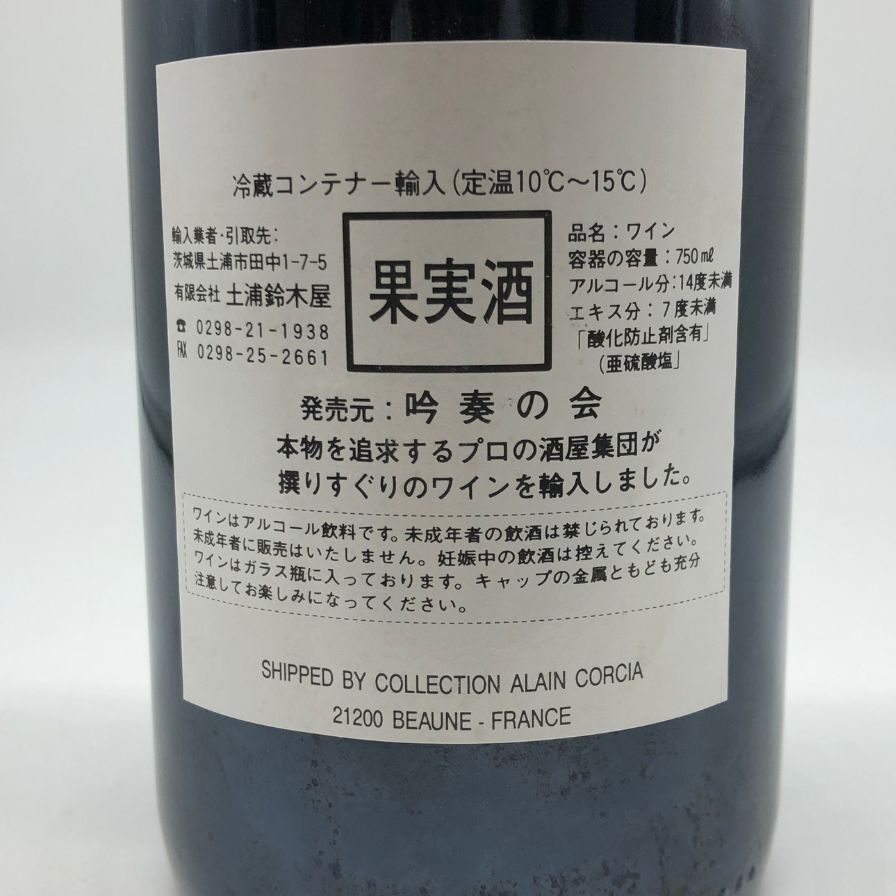 冷蔵コンテナー輸入(定温10℃～15℃)
輸入業者・引取先:
茨城県土浦市田中1-7-5
有限会社 土浦鈴木屋
☎ 0298-21-1938
FAX 0298-25-2661
果実酒
品名：ワイン
容器の容量：750㎖
アルコール分:14度未満
エキス分：7度未満
「酸化防止剤含有」
(亜硫酸塩」
発売元：吟奏の会
本物を追求するプロの酒屋集団が
撰りすぐりのワインを輸入しました。
ワインはアルコール飲料です。未成年者の飲酒は禁じられております。
未成年者に販売はいたしません。妊娠中の飲酒は控えてください。
ワインはガラス瓶に入っております。キャップの金属ともども充分
注意してお楽しみになってください。
SHIPPED BY COLLECTION ALAIN CORCIA
21200 BEAUNE - FRANCE